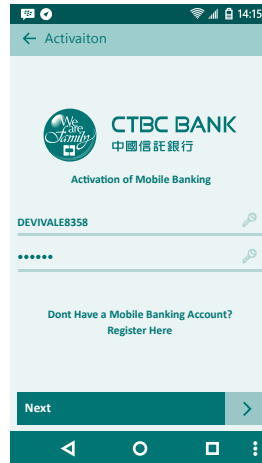 14:15
Activaiton
We
are
Family
CTBC BANK
中國信託銀行
Activation of Mobile Banking
DEVIVALE8358
••••••
Dont Have a Mobile Banking Account?
Register Here
Next